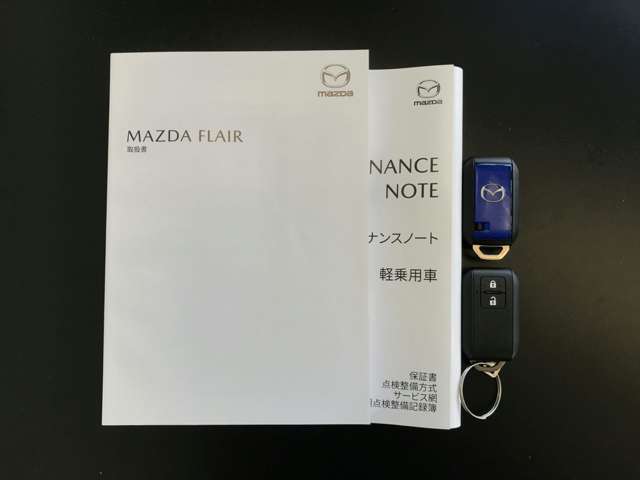 mazda
MAZDA FLAIR
取扱書
mazda
NANCE
NOTE
ナンスノート
軽乗用車
保証書
点検整備方式
サービス網
点検整備記録簿